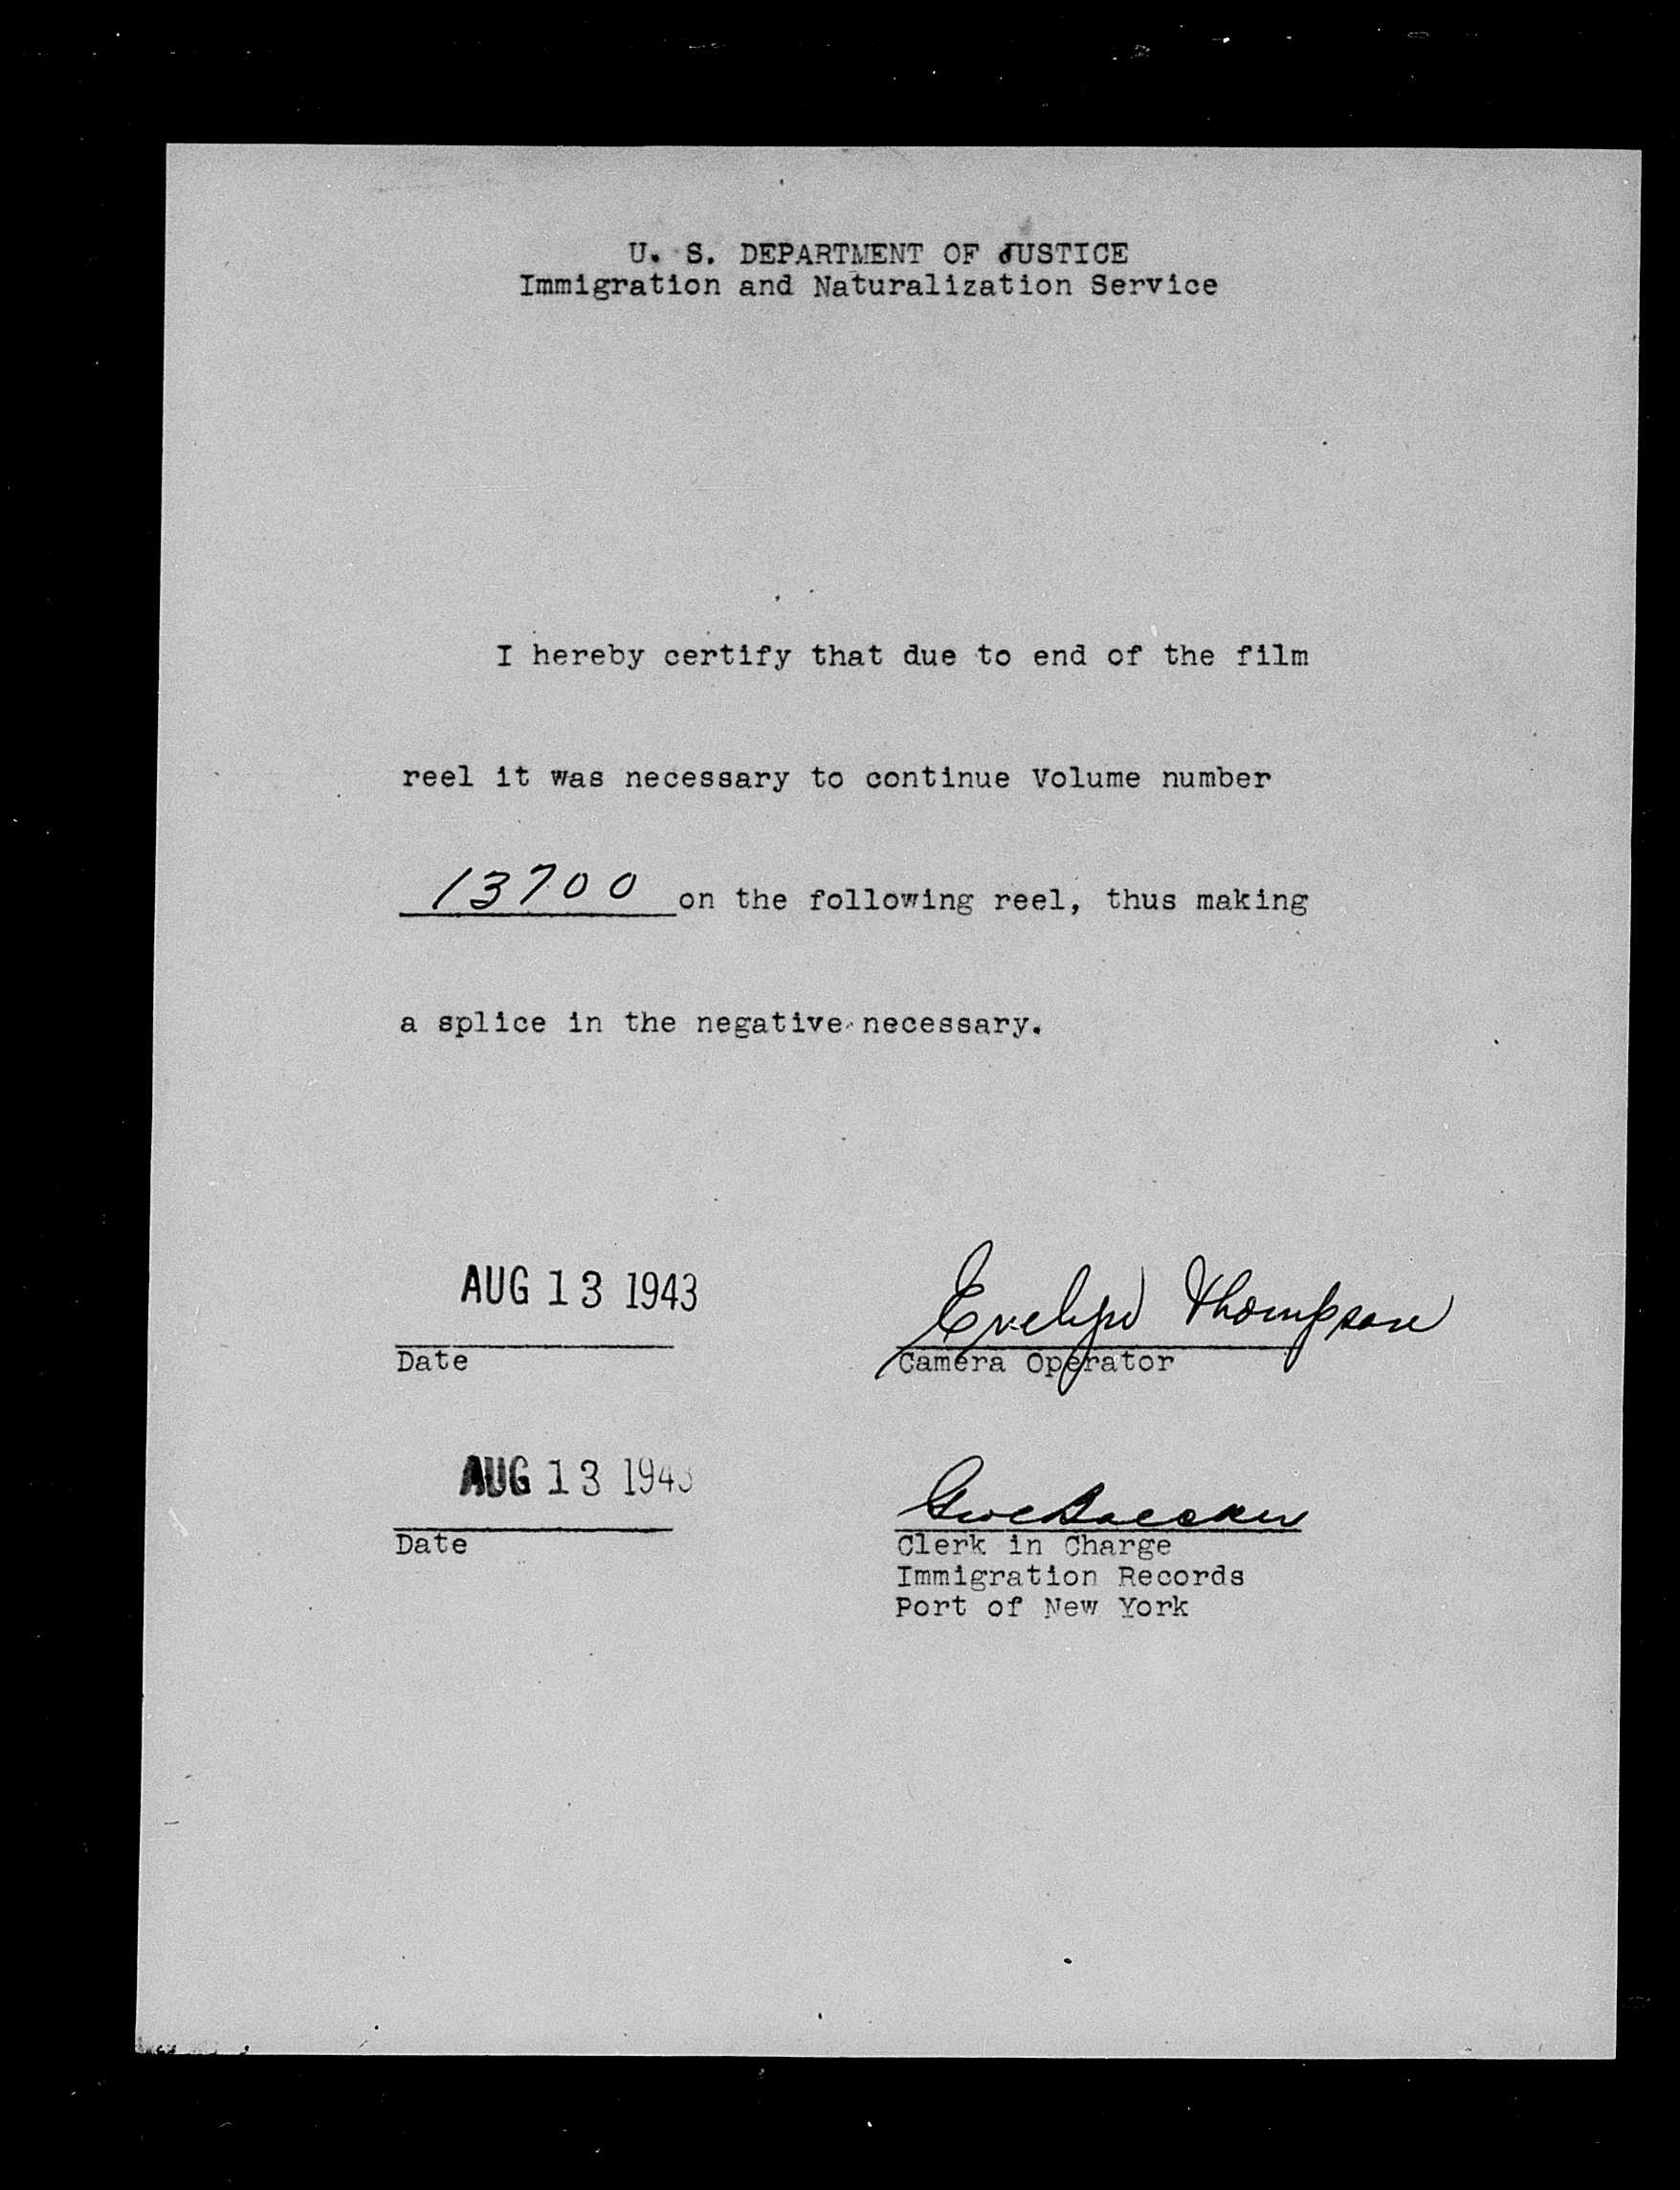 U. S. DEPARTMENT OF JUSTICE
Immigration and Naturalization Service
I hereby certify that due to end of the film
reel it was necessary to continue Volume number
13700 on the following reel, thus making
a splice in the negative necessary.
AUG 13 1943
Evelyn Thompson
Date
Camera Operator
AUG 13 1943
Date
Clerk in Charge
Immigration Records
Port of New York